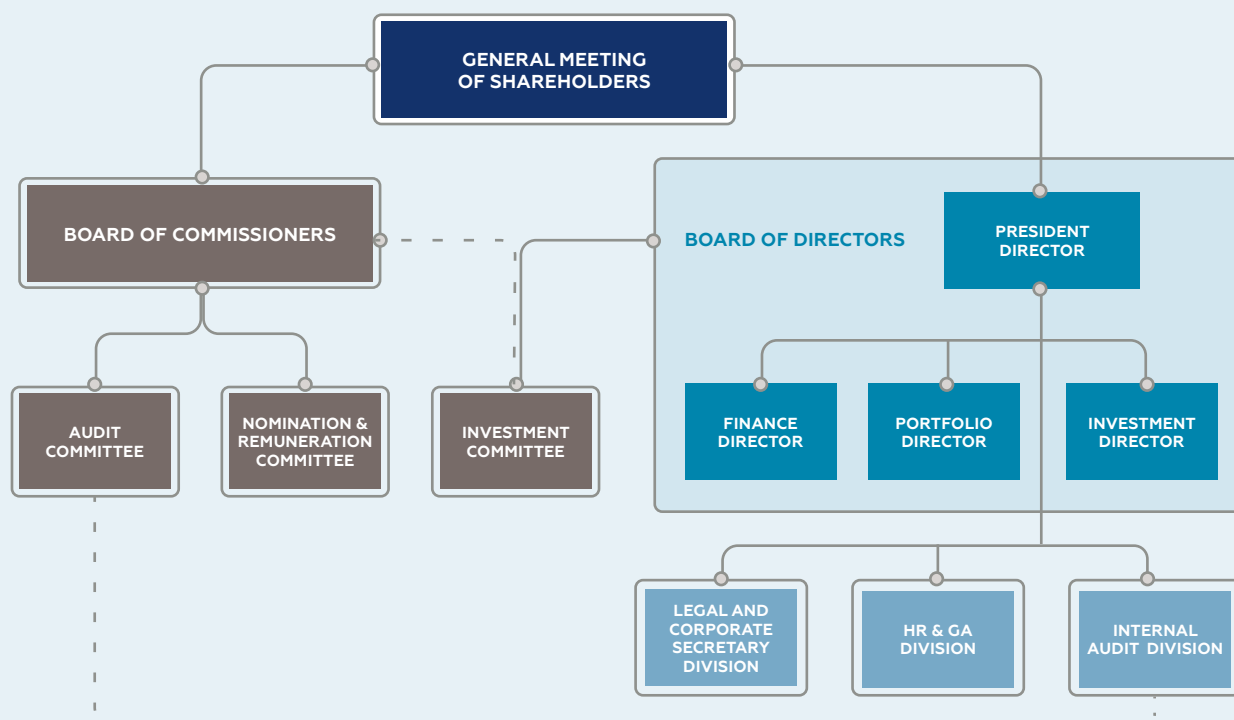 GENERAL MEETING
OF SHAREHOLDERS
BOARD OF COMMISSIONERS
BOARD OF DIRECTORS
PRESIDENT
DIRECTOR
AUDIT
COMMITTEE
NOMINATION &
REMUNERATION
COMMITTEE
INVESTMENT
COMMITTEE
FINANCE
DIRECTOR
PORTFOLIO
DIRECTOR
INVESTMENT
DIRECTOR
LEGAL AND
CORPORATE
SECRETARY
DIVISION
HR & GA
DIVISION
INTERNAL
AUDIT DIVISION